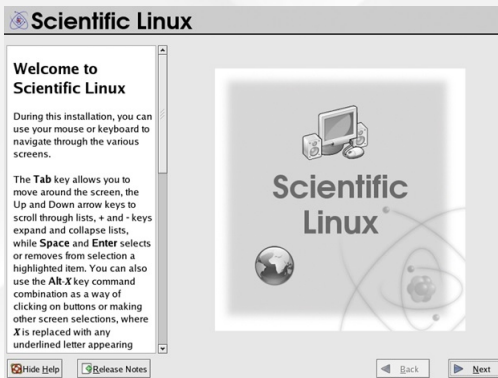 Scientific Linux
Welcome to
Scientific Linux
During this installation, you can
use your mouse or keyboard to
navigate through the various
screens.
The Tab key allows you to
move around the screen, the
Up and Down arrow keys to
scroll through lists, + and - keys
expand and collapse lists,
while Space and Enter selects
or removes from selection a
highlighted item. You can also
use the Alt-X key command
combination as a way of
clicking on buttons or making
other screen selections, where
X is replaced with any
underlined letter appearing
Scientific
Linux
Hide Help
Release Notes
Back
Next